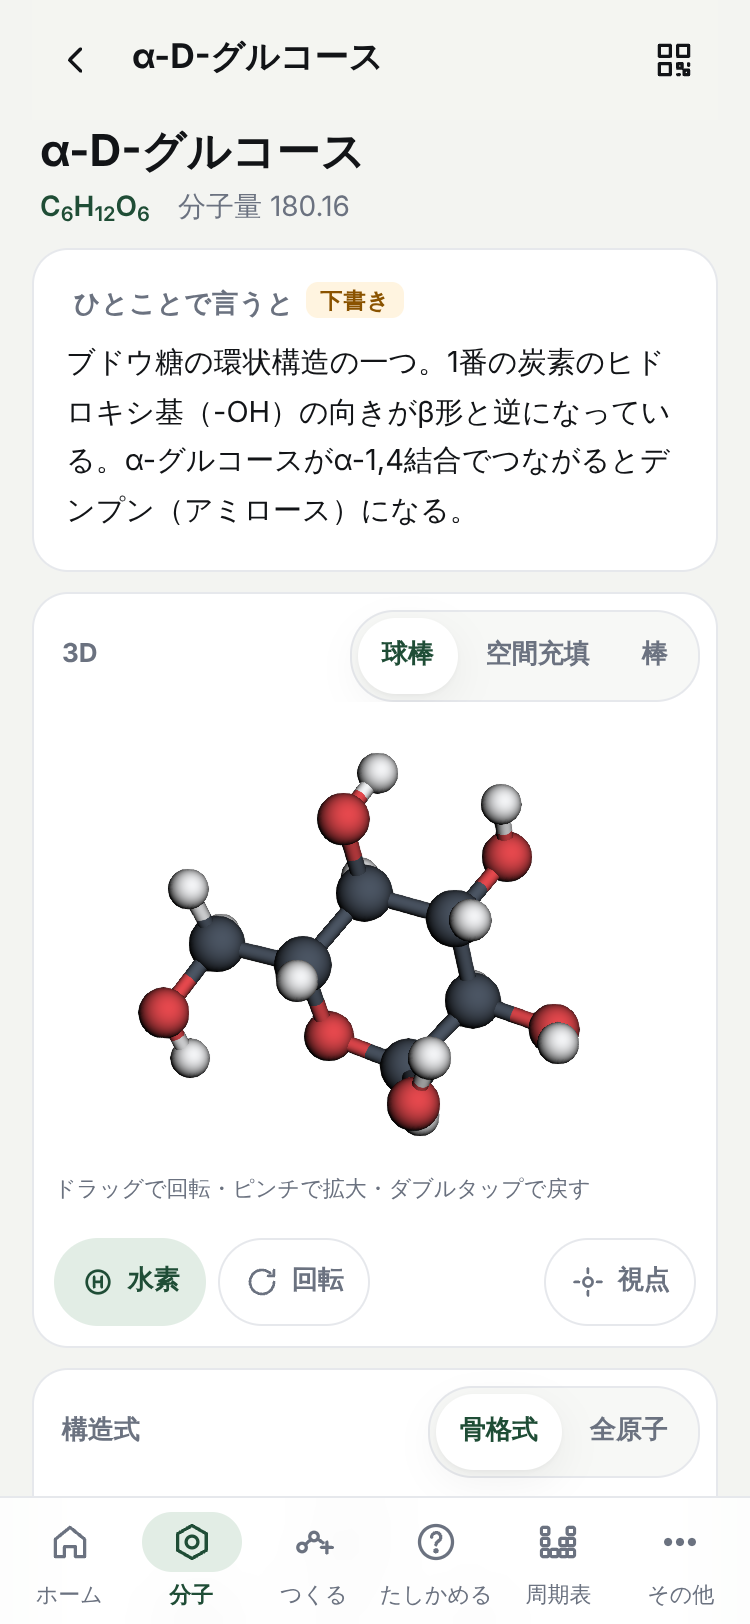 α-D-グルコース
α-D-グルコース
C₆H₁₂O₆ 分子量 180.16
ひとことで言うと 下書き
ブドウ糖の環状構造の一つ。1番の炭素のヒド
ロキシ基（-OH）の向きがβ形と逆になってい
る。α-グルコースがα-1,4結合でつながるとデ
ンプン（アミロース）になる。
3D 球棒 空間充填 棒
ドラッグで回転・ピンチで拡大・ダブルタップで戻す
H 水素 回転 視点
構造式 骨格式 全原子
ホーム 分子 つくる たしかめる 周期表 その他